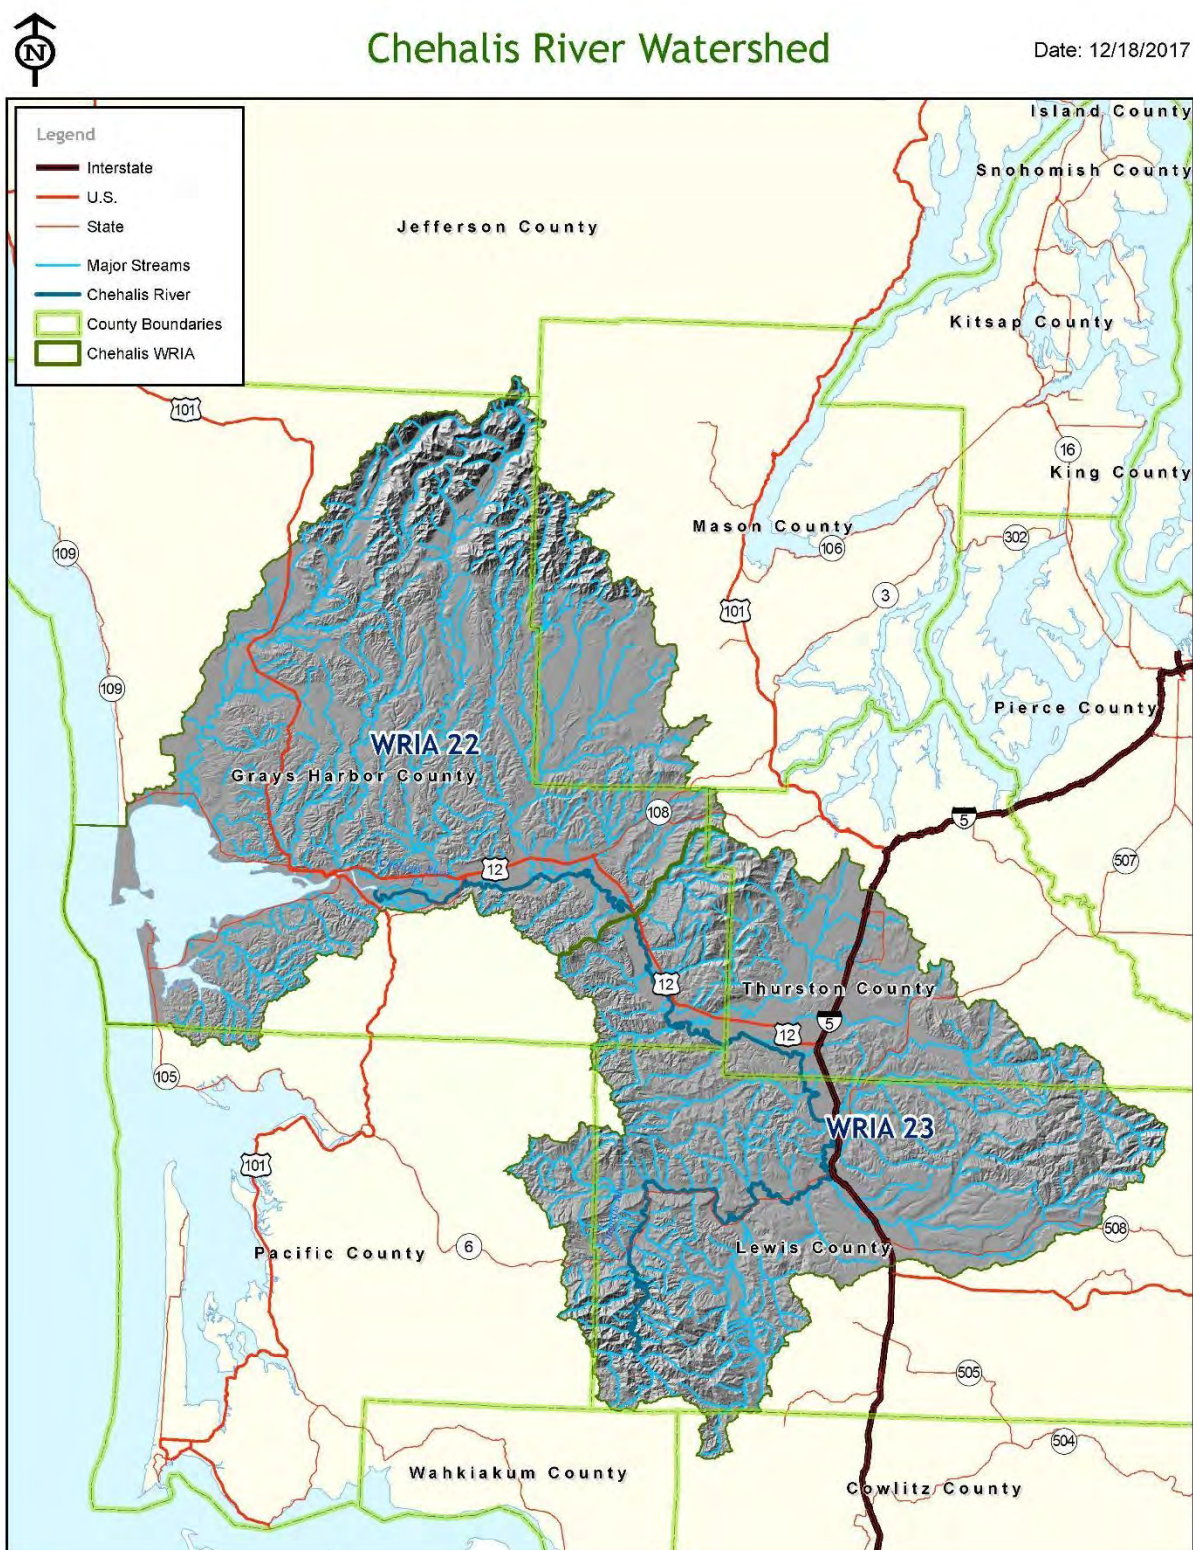 N
Chehalis River Watershed
Date: 12/18/2017
Legend
Interstate
U.S.
State
Major Streams
Chehalis River
County Boundaries
Chehalis WRIA
Island County
Snohomish County
Jefferson County
Kitsap County
101
16
King County
Mason County
106
302
109
3
101
109
Pierce County
WRIA 22
Grays Harbor County
108
5
12
507
12
Thurston County
5
12
105
WRIA 23
101
508
Pacific County
6
Lewis County
505
504
Wahkiakum County
Cowlitz County